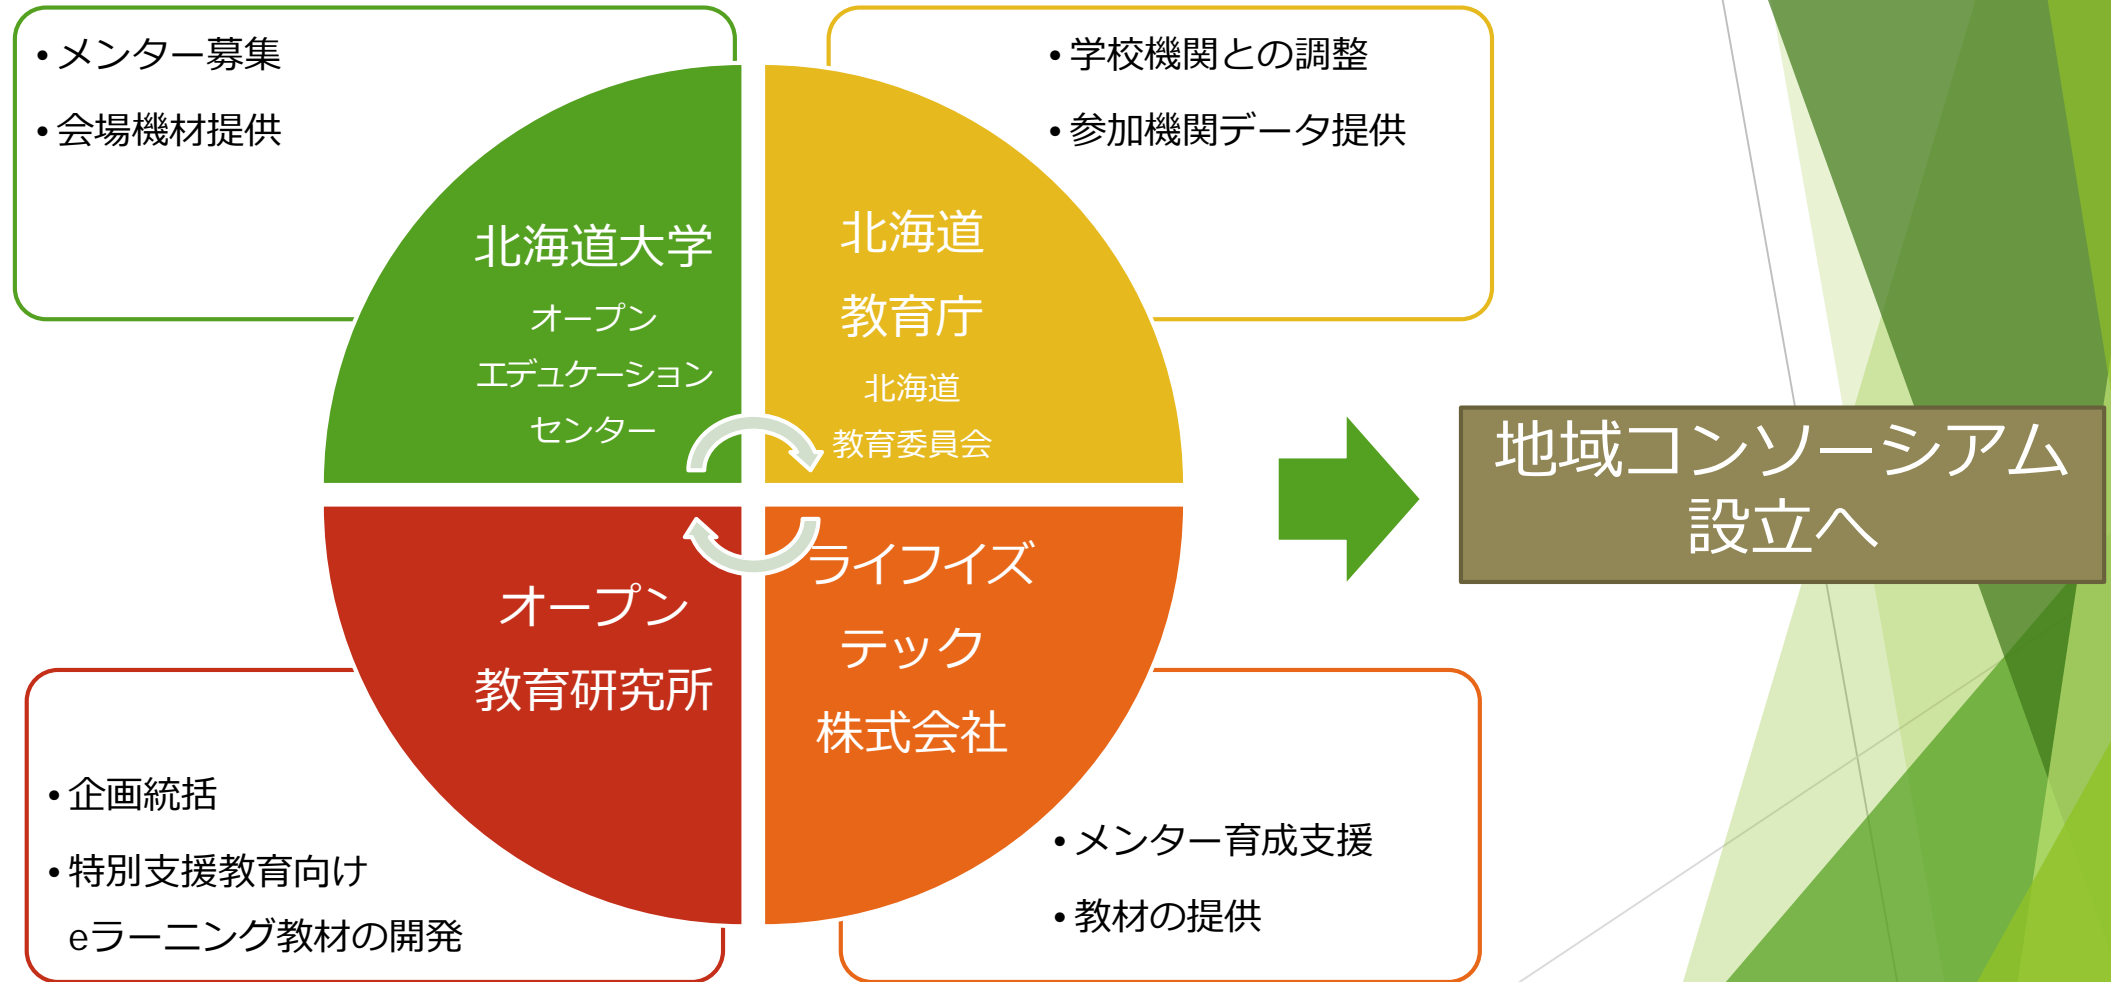 • メンター募集
• 会場機材提供
• 学校機関との調整
• 参加機関データ提供
北海道大学
オープン
エデュケーション
センター
北海道
教育庁
北海道
教育委員会
オープン
教育研究所
ライフイズ
テック
株式会社
• 企画統括
• 特別支援教育向け
eラーニング教材の開発
• メンター育成支援
• 教材の提供
地域コンソーシアム
設立へ